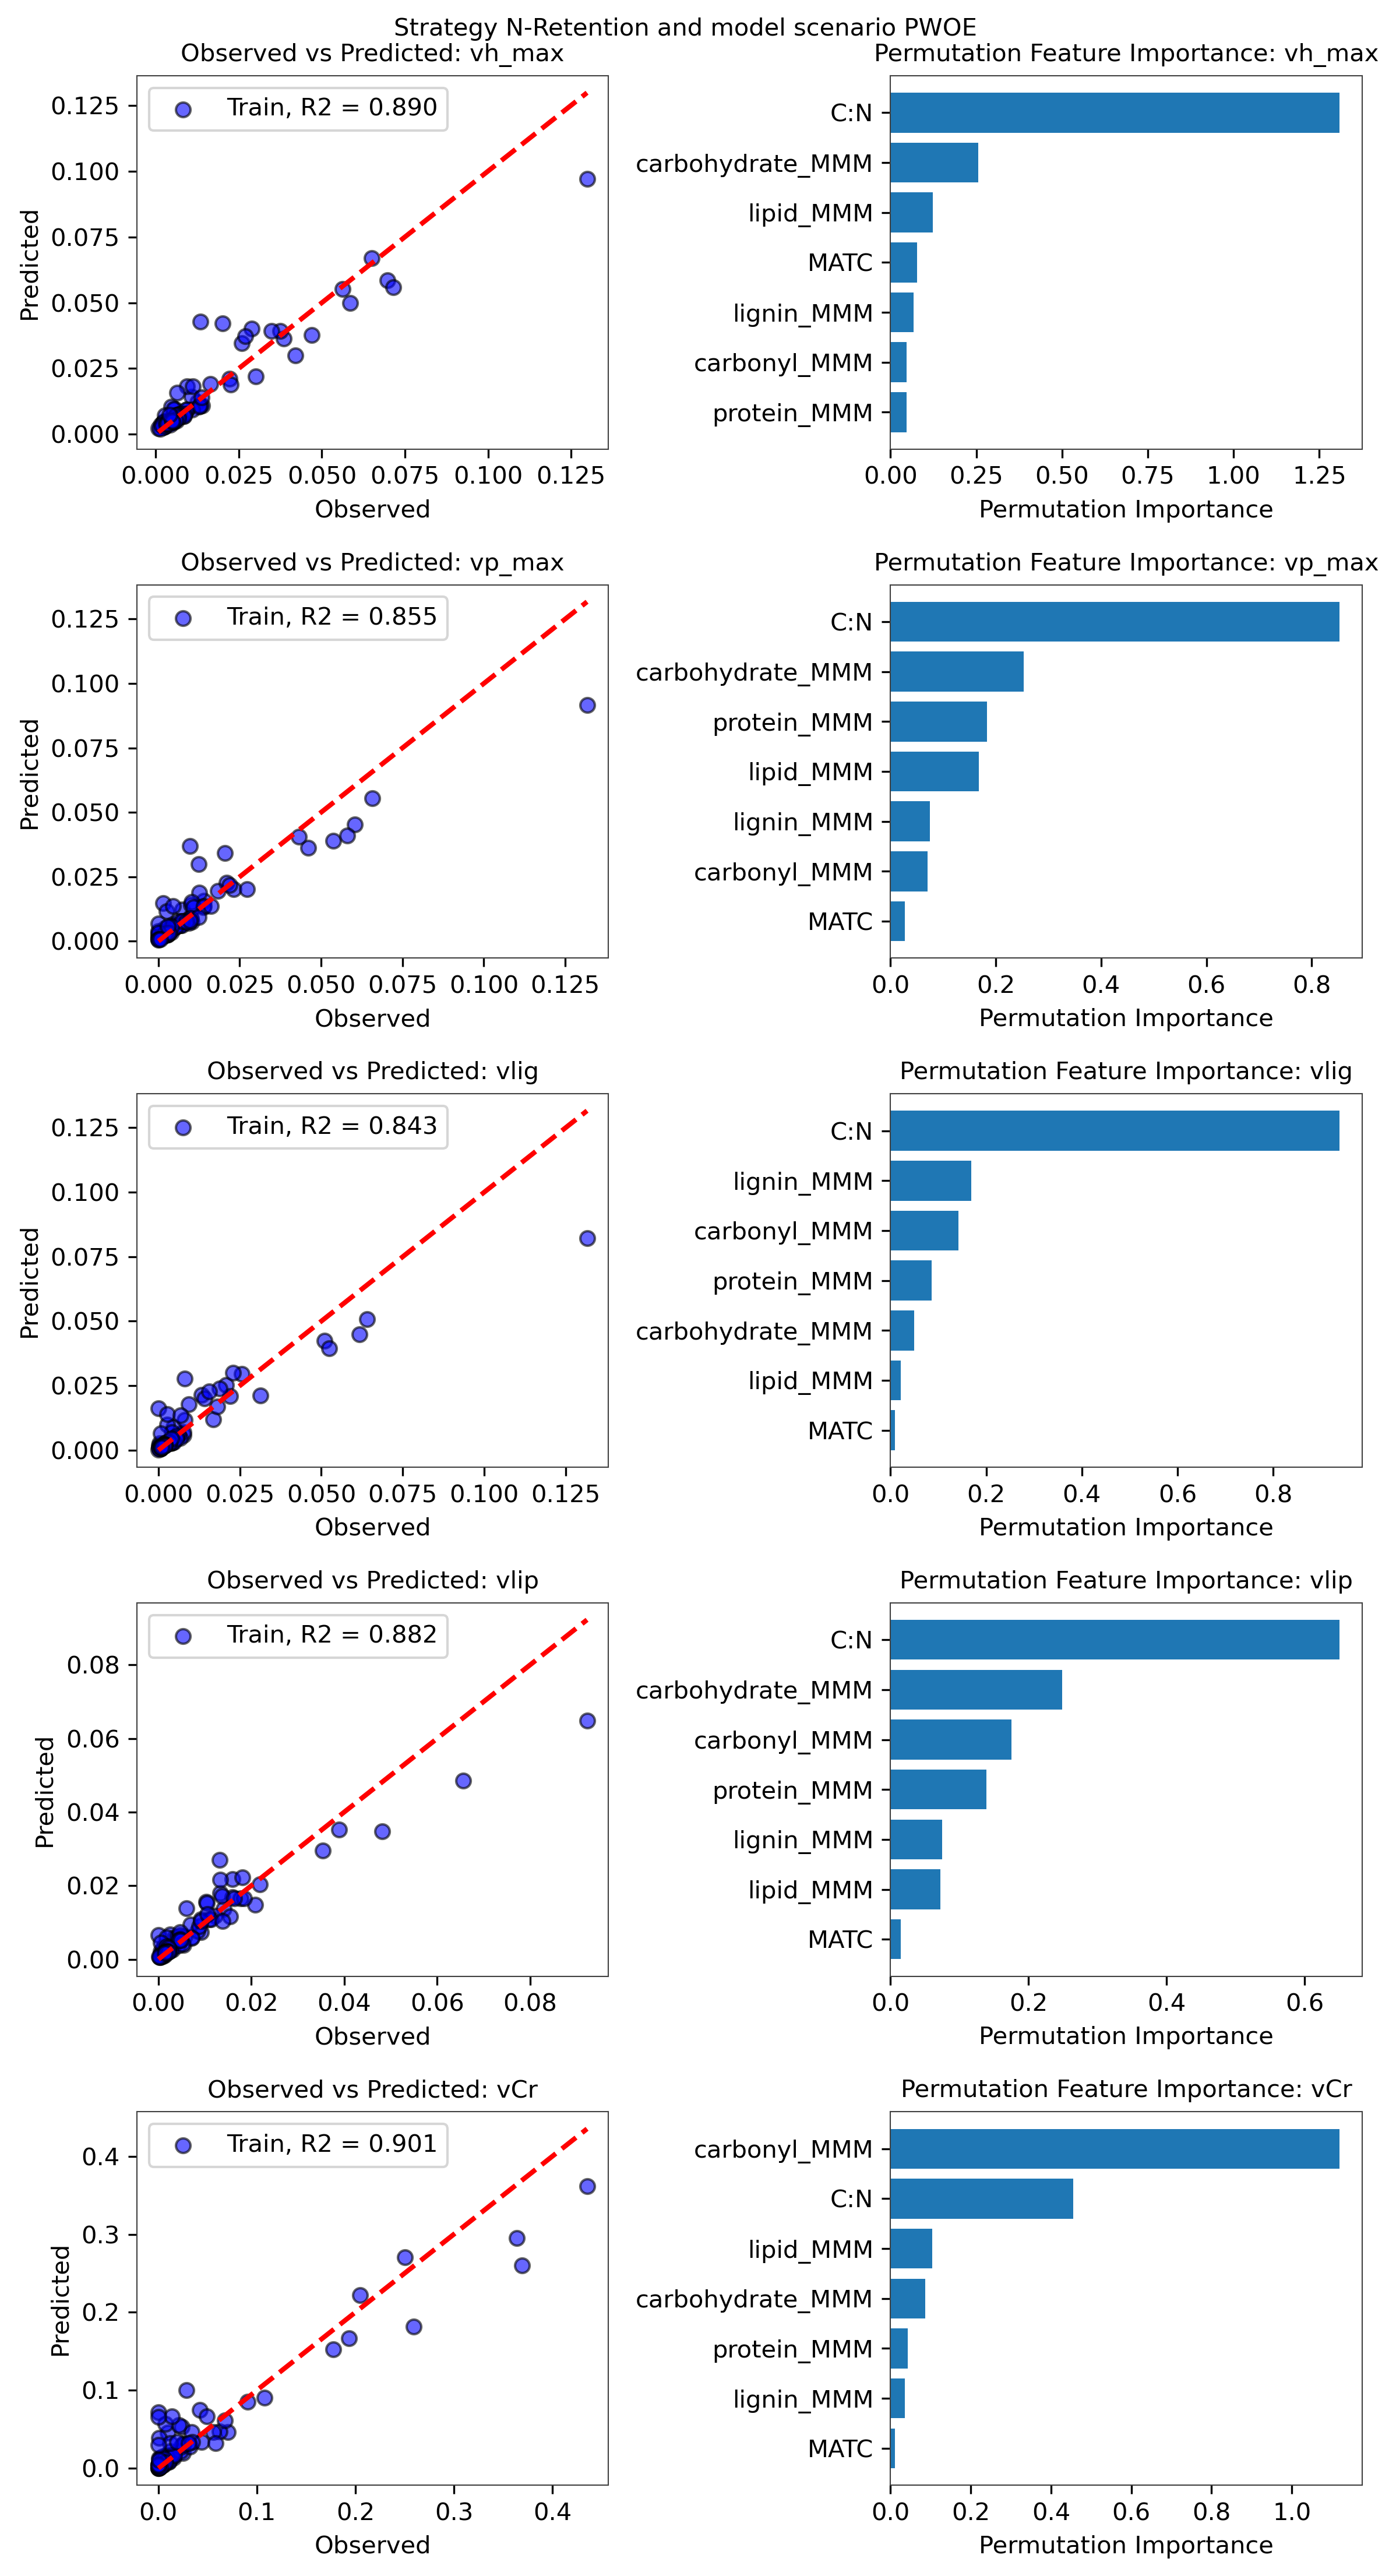 Strategy N-Retention and model scenario PWOE
Observed vs Predicted: vh_max
Train, R2 = 0.890
0.125
0.100
0.075
0.050
0.025
0.000
Predicted
0.000 0.025 0.050 0.075 0.100 0.125
Observed
Permutation Feature Importance: vh_max
C:N
carbohydrate_MMM
lipid_MMM
MATC
lignin_MMM
carbonyl_MMM
protein_MMM
0.00 0.25 0.50 0.75 1.00 1.25
Permutation Importance
Observed vs Predicted: vp_max
Train, R2 = 0.855
0.125
0.100
0.075
0.050
0.025
0.000
Predicted
0.000 0.025 0.050 0.075 0.100 0.125
Observed
Permutation Feature Importance: vp_max
C:N
carbohydrate_MMM
protein_MMM
lipid_MMM
lignin_MMM
carbonyl_MMM
MATC
0.0 0.2 0.4 0.6 0.8
Permutation Importance
Observed vs Predicted: vlig
Train, R2 = 0.843
0.125
0.100
0.075
0.050
0.025
0.000
Predicted
0.000 0.025 0.050 0.075 0.100 0.125
Observed
Permutation Feature Importance: vlig
C:N
lignin_MMM
carbonyl_MMM
protein_MMM
carbohydrate_MMM
lipid_MMM
MATC
0.0 0.2 0.4 0.6 0.8
Permutation Importance
Observed vs Predicted: vlip
Train, R2 = 0.882
0.08
0.06
0.04
0.02
0.00
Predicted
0.00 0.02 0.04 0.06 0.08
Observed
Permutation Feature Importance: vlip
C:N
carbohydrate_MMM
carbonyl_MMM
protein_MMM
lignin_MMM
lipid_MMM
MATC
0.0 0.2 0.4 0.6
Permutation Importance
Observed vs Predicted: vCr
Train, R2 = 0.901
0.4
0.3
0.2
0.1
0.0
Predicted
0.0 0.1 0.2 0.3 0.4
Observed
Permutation Feature Importance: vCr
carbonyl_MMM
C:N
lipid_MMM
carbohydrate_MMM
protein_MMM
lignin_MMM
MATC
0.0 0.2 0.4 0.6 0.8 1.0
Permutation Importance